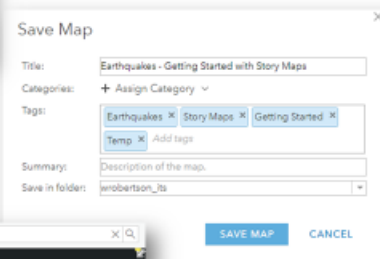 Save Map
Title: Earthquakes - Getting Started with Story Maps
Categories: + Assign Category
Tags: Earthquakes × Story Maps × Getting Started ×
Temp × Add tags
Summary: Description of the map.
Save in folder: wrobertson_its
SAVE MAP CANCEL